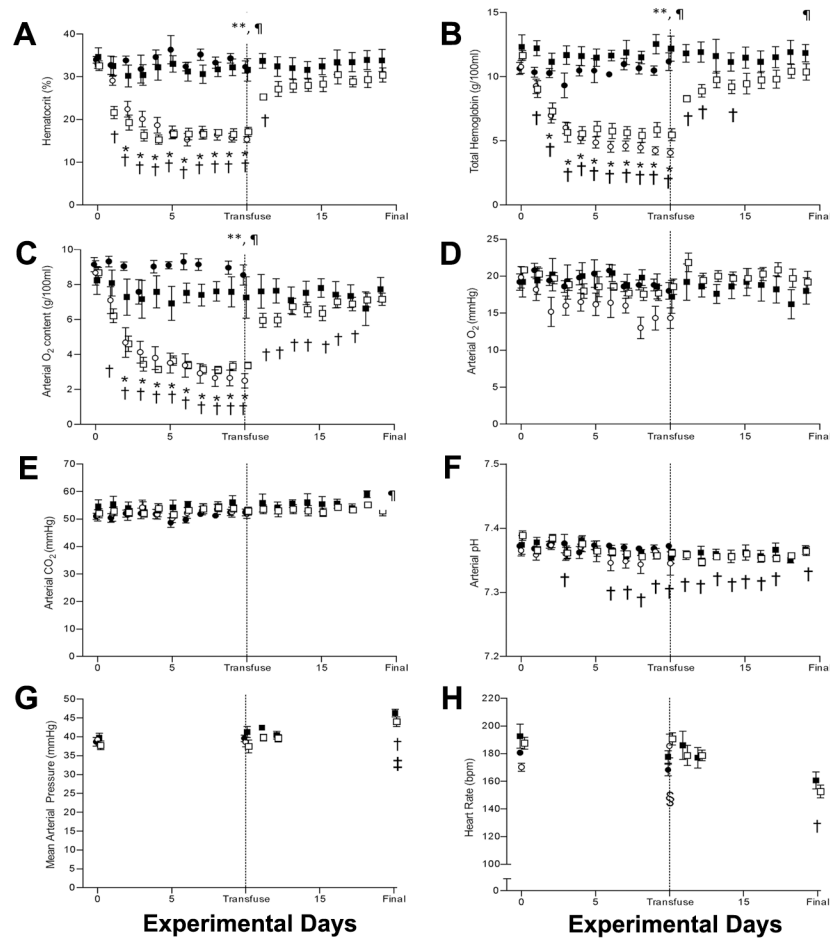 A
**, ¶
Hematocrit (%)
40
30
20
10
0
† * * * * * * * * * †
† † † † † † † † †
0 5 Transfuse 15 Final
B
**, ¶ ¶
Total Hemoglobin (g/100ml)
15
10
5
0
† * † † †
† * * * * * * * *
† † † † † † † †
0 5 Transfuse 15 Final
C
**, ¶
Arterial O2 content (g/100ml)
10
8
6
4
2
0
† * * * * * * * * * † † † † † † †
† † † † † † † † †
0 5 Transfuse 15 Final
D
Arterial O2 (mmHg)
25
20
15
10
5
0
0 5 Transfuse 15 Final
E
¶
Arterial CO2 (mmHg)
70
60
50
40
30
20
10
0
0 5 Transfuse 15 Final
F
Arterial pH
7.5
7.4
7.3
7.2
† † † † † † † † † † † † †
0 5 Transfuse 15 Final
G
Mean Arterial Pressure (mmHg)
50
45
40
35
30
25
20
15
10
5
0
†
‡
0 5 Transfuse 15 Final
Experimental Days
H
Heart Rate (bpm)
220
200
180
160
140
120
100
0
§
†
0 5 Transfuse 15 Final
Experimental Days